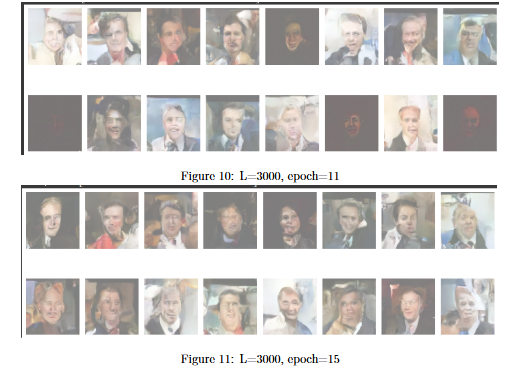 Figure 10: L=3000, epoch=11
Figure 11: L=3000, epoch=15